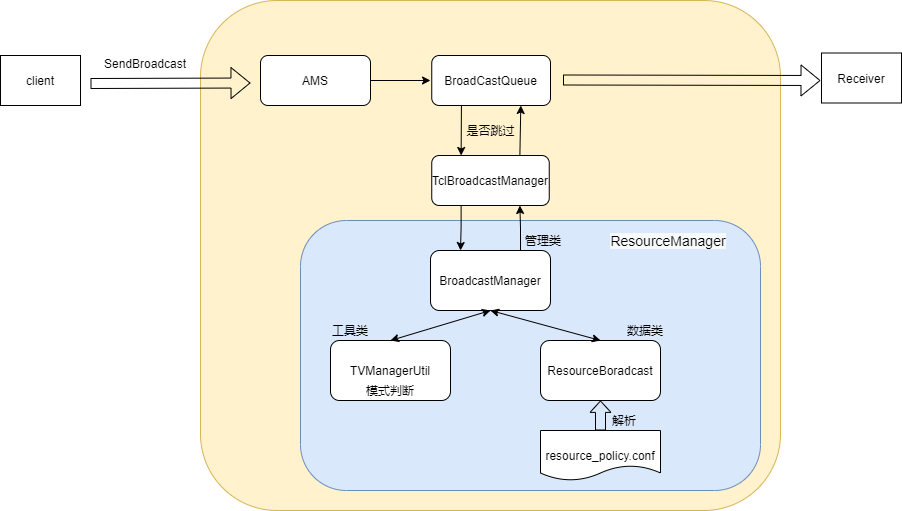 SendBroadcast
client
AMS
BroadCastQueue
Receiver
是否跳过
TclBroadcastManager
管理类
ResourceManager
BroadcastManager
工具类
数据类
TVManagerUtil
模式判断
ResourceBoradcast
解析
resource_policy.conf